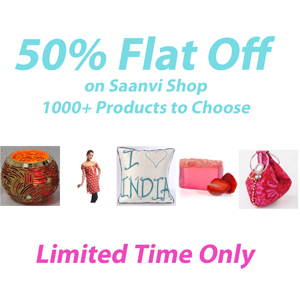 50% Flat Off
on Saanvi Shop
1000+ Products to Choose
I
INDIA
Limited Time Only